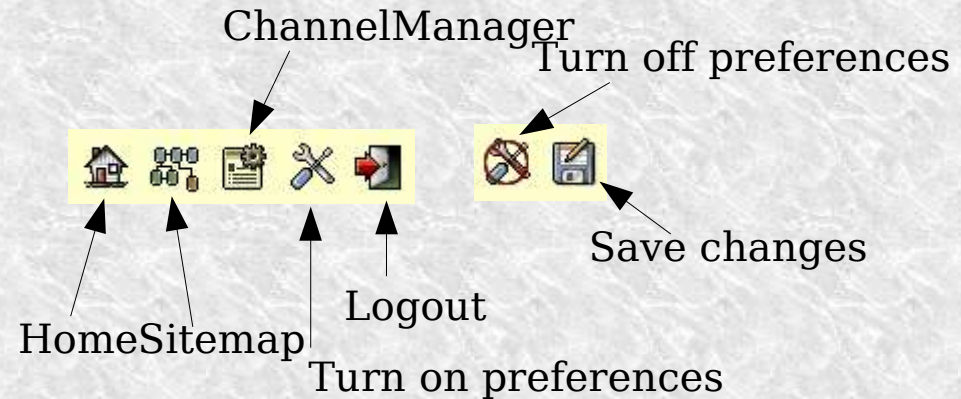 ChannelManager
Turn off preferences
Save changes
Logout
HomeSitemap
Turn on preferences